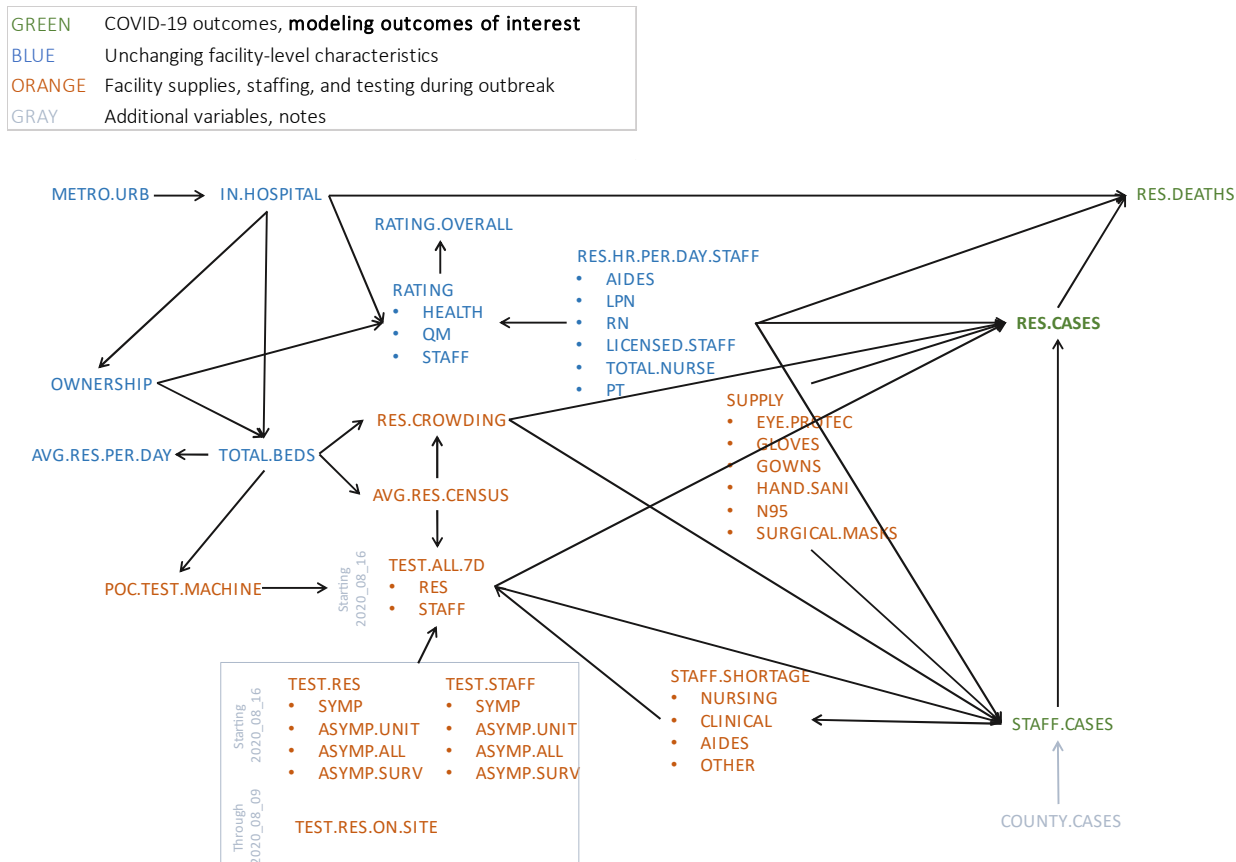 GREEN COVID-19 outcomes, modeling outcomes of interest
BLUE Unchanging facility-level characteristics
ORANGE Facility supplies, staffing, and testing during outbreak
GRAY Additional variables, notes
METRO.URB
IN.HOSPITAL
RES.DEATHS
RATING.OVERALL
RES.HR.PER.DAY.STAFF
• AIDES
• LPN
• RN
• LICENSED.STAFF
• TOTAL.NURSE
• PT
RATING
• HEALTH
• QM
• STAFF
RES.CASES
OWNERSHIP
RES.CROWDING
SUPPLY
• EYE.PROTEC
• GLOVES
• GOWNS
• HAND.SANI
• N95
• SURGICAL.MASKS
AVG.RES.PER.DAY
TOTAL.BEDS
AVG.RES.CENSUS
POC.TEST.MACHINE
Starting
2020_08_16
TEST.ALL.7D
• RES
• STAFF
Starting
2020_08_16
TEST.RES
• SYMP
• ASYMP.UNIT
• ASYMP.ALL
• ASYMP.SURV
TEST.STAFF
• SYMP
• ASYMP.UNIT
• ASYMP.ALL
• ASYMP.SURV
STAFF.SHORTAGE
• NURSING
• CLINICAL
• AIDES
• OTHER
STAFF.CASES
Through
2020_08_09
TEST.RES.ON.SITE
COUNTY.CASES